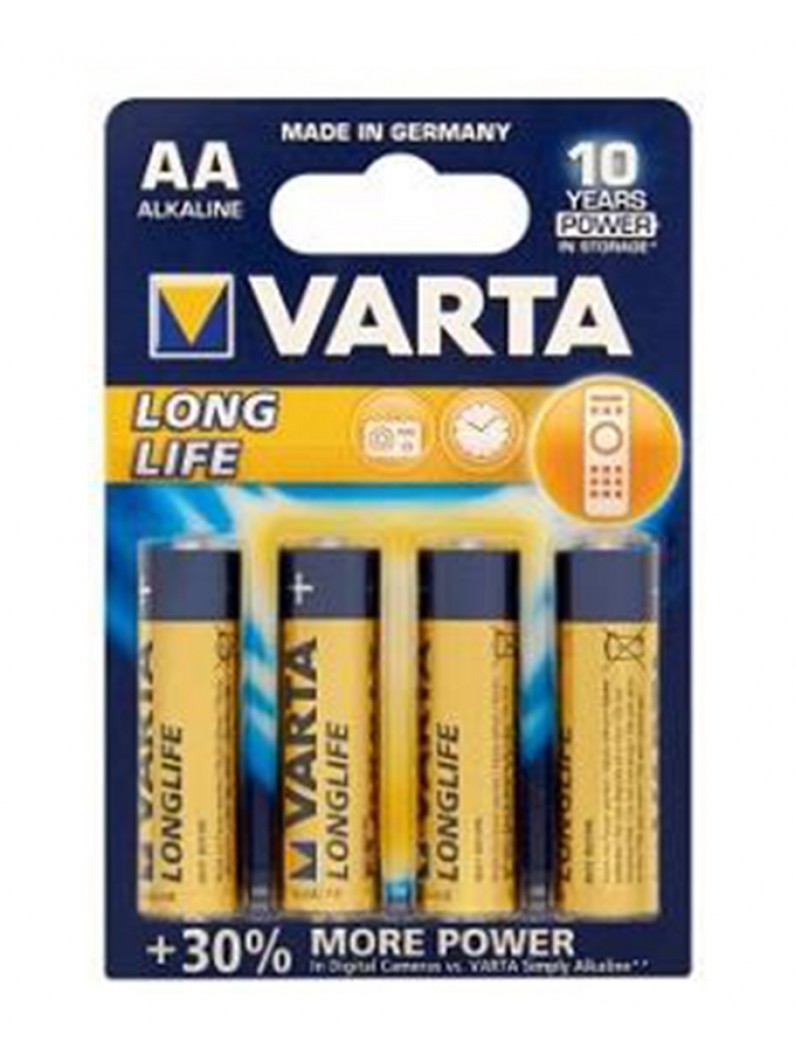 MADE IN GERMANY
AA
ALKALINE
10
YEARS
POWER
IN STORAGE*
VARTA
LONG
LIFE
+
VARTA
LONGLIFE
VARTA
LONGLIFE
LONGLIFE
LONGLIFE
+30% MORE POWER
In Digital Cameras vs. VARTA Simply Alkaline**